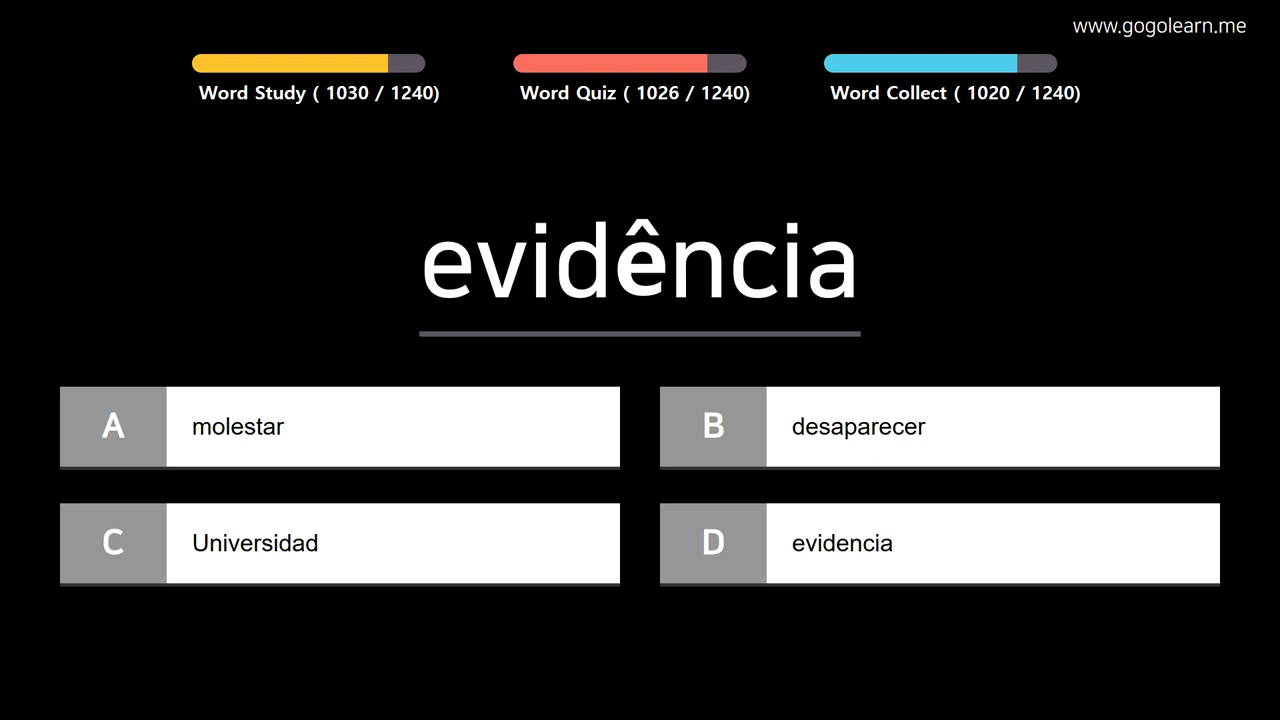 www.gogolearn.me
Word Study ( 1030 / 1240)
Word Quiz ( 1026 / 1240)
Word Collect ( 1020 / 1240)
evidência
A molestar
B desaparecer
C Universidad
D evidencia